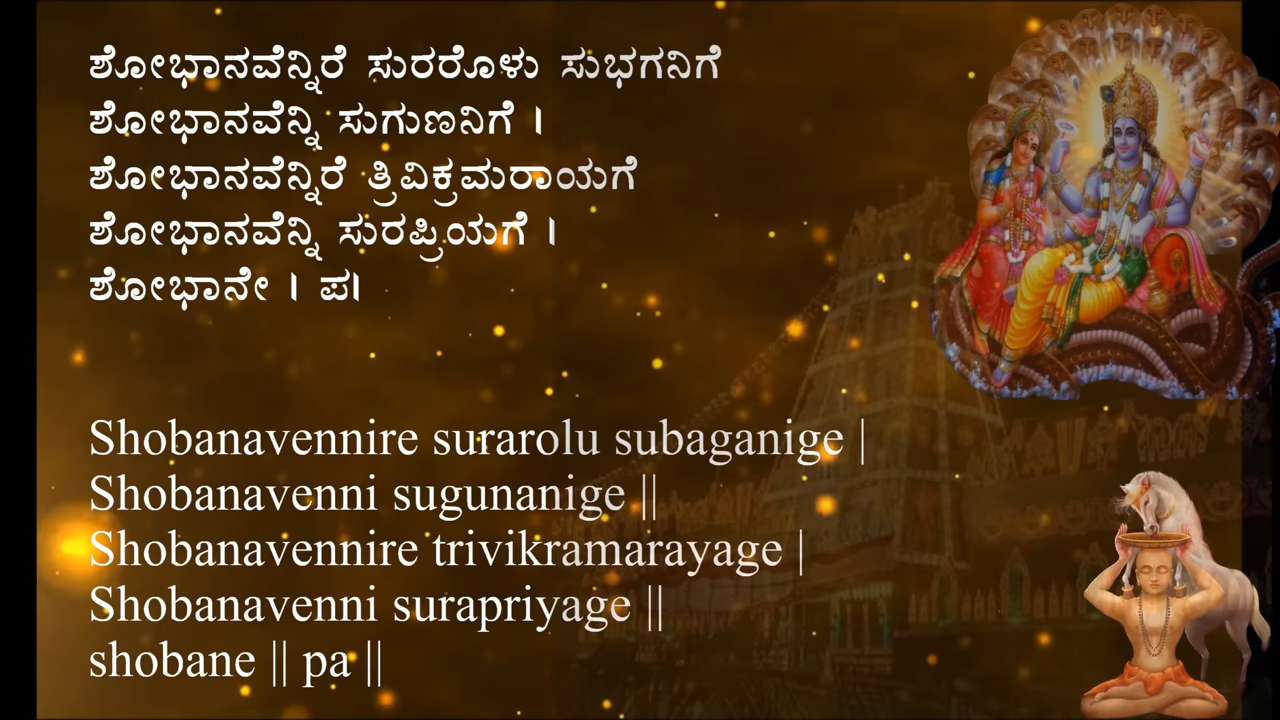 ಶೋಭಾನವೆನ್ನಿರೆ ಸುರರೊಳು ಸುಭಗನಿಗೆ
ಶೋಭಾನವೆನ್ನಿ ಸುಗುಣನಿಗೆ ।
ಶೋಭಾನವೆನ್ನಿರೆ ತ್ರಿವಿಕ್ರಮರಾಯಗೆ
ಶೋಭಾನವೆನ್ನಿ ಸುರಪ್ರಿಯಗೆ ।
ಶೋಭಾನೇ । ಪ।
Shobanavennire surarolu subaganige |
Shobanavenni sugunanige ||
Shobanavennire trivikramarayage |
Shobanavenni surapriyage ||
shobane || pa ||